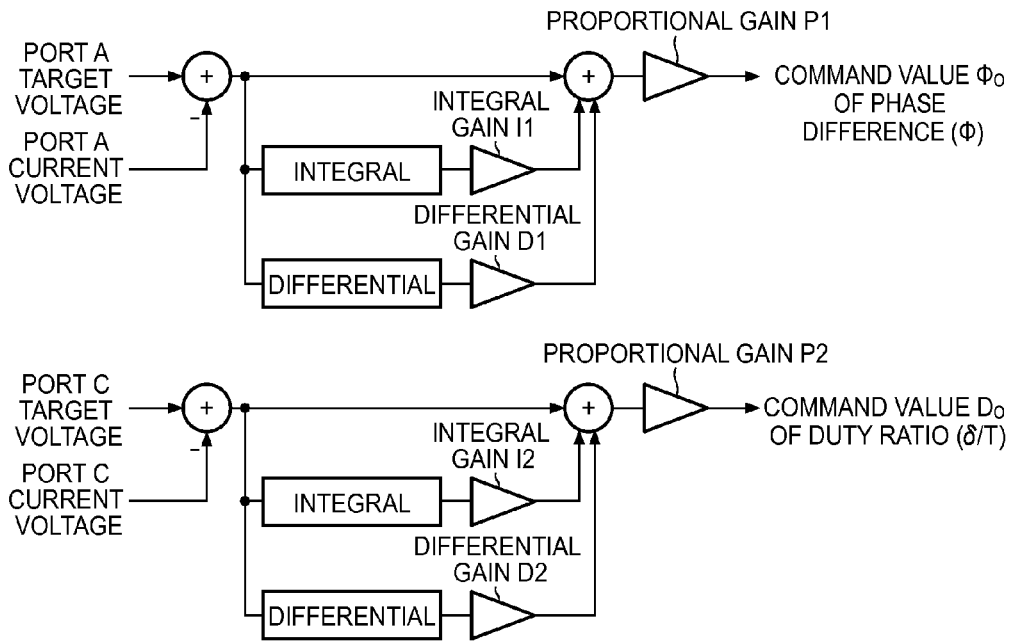 PROPORTIONAL GAIN P1
PORT A
TARGET
VOLTAGE
+
+
COMMAND VALUE Φ₀
OF PHASE
DIFFERENCE (Φ)
−
PORT A
CURRENT
VOLTAGE
INTEGRAL
GAIN I1
INTEGRAL
DIFFERENTIAL
GAIN D1
DIFFERENTIAL
PROPORTIONAL GAIN P2
PORT C
TARGET
VOLTAGE
+
+
COMMAND VALUE D₀
OF DUTY RATIO (δ/T)
−
PORT C
CURRENT
VOLTAGE
INTEGRAL
GAIN I2
INTEGRAL
DIFFERENTIAL
GAIN D2
DIFFERENTIAL